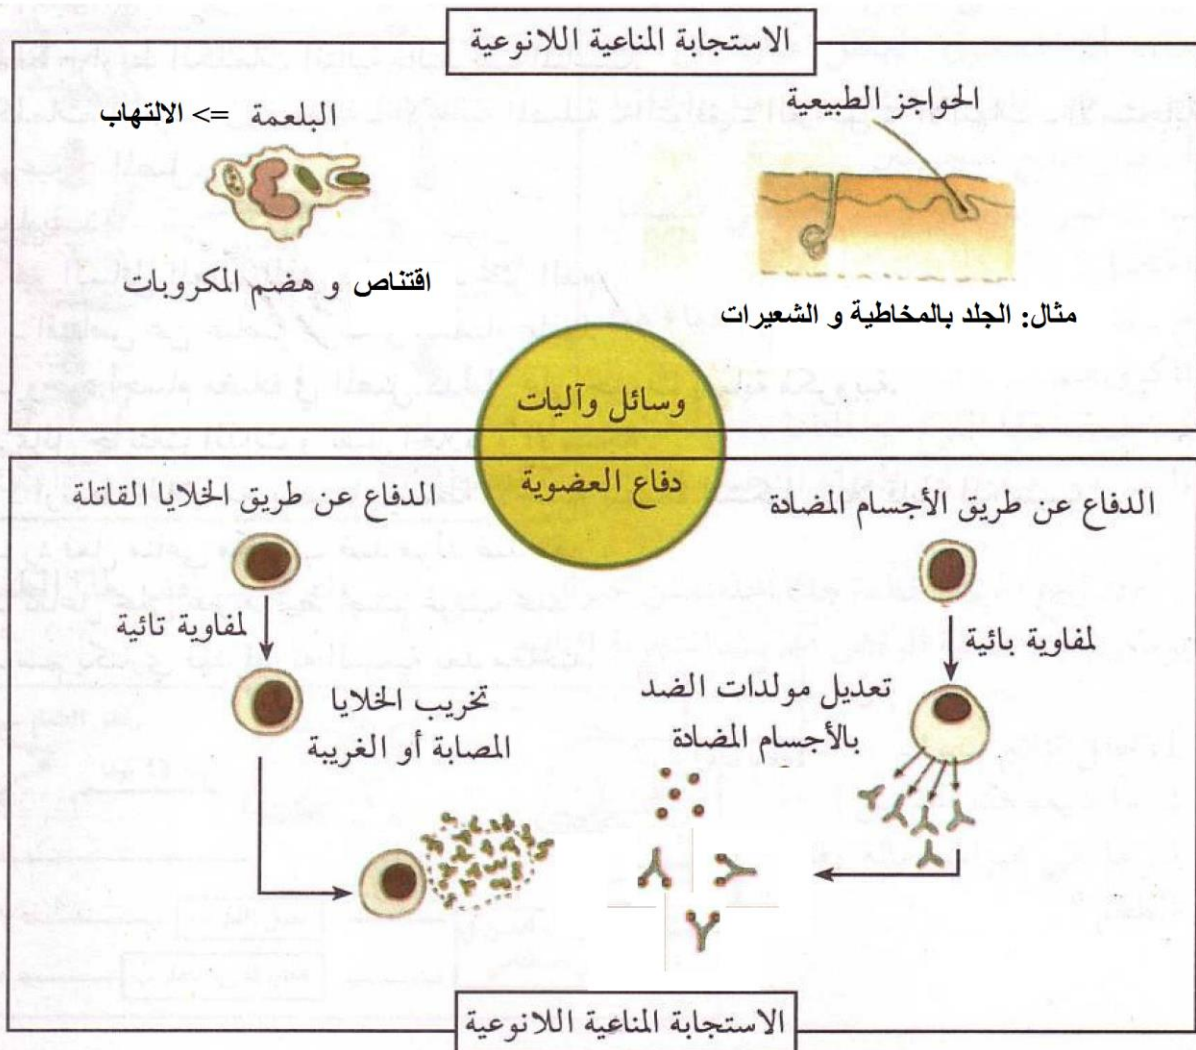 الاستجابة المناعية اللانوعية
الحواجز الطبيعية
مثال: الجلد بالمخاطية و الشعيرات
البلعمة => الالتهاب
اقتناص و هضم المكروبات
وسائل وآليات
دفاع العضوية
الدفاع عن طريق الأجسام المضادة
لمفاوية بائية
تعديل مولدات الضد
بالأجسام المضادة
الدفاع عن طريق الخلايا القاتلة
لمفاوية تائية
تخريب الخلايا
المصابة أو الغريبة
الاستجابة المناعية اللانوعية